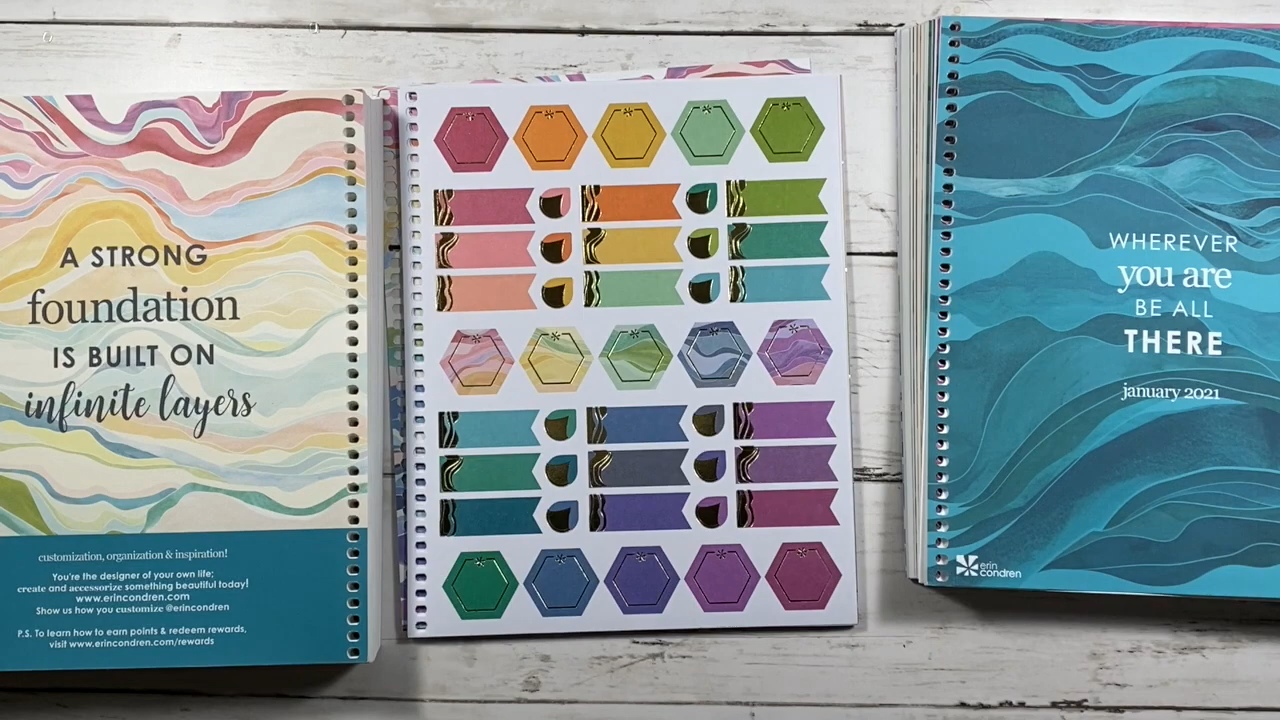 A STRONG
foundation
IS BUILT ON
infinite layers
customization, organization & inspiration!
You're the designer of your own life;
create and accessorize something beautiful today!
www.erincondren.com
Show us how you customize @erincondren
P.S. To learn how to earn points & redeem rewards,
visit www.erincondren.com/rewards
WHEREVER
you are
BE ALL
THERE
january 2021
erin
condren